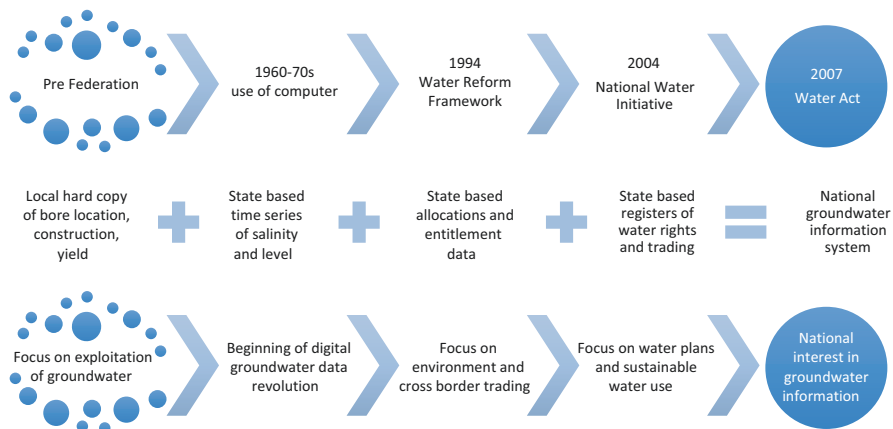 Pre Federation
1960-70s
use of computer
1994
Water Reform
Framework
2004
National Water
Initiative
2007
Water Act
Local hard copy
of bore location,
construction,
yield
State based
time series
of salinity
and level
State based
allocations and
entitlement
data
State based
registers of
water rights
and trading
National
groundwater
information
system
Focus on exploitation
of groundwater
Beginning of digital
groundwater data
revolution
Focus on
environment and
cross border trading
Focus on water plans
and sustainable
water use
National
interest in
groundwater
information